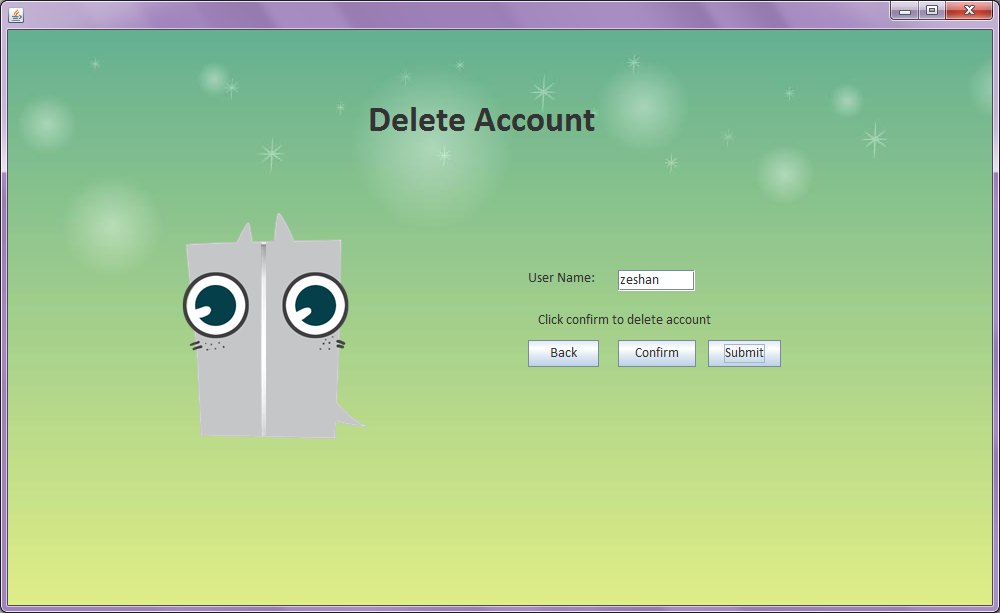 Delete Account
User Name: zeshan
Click confirm to delete account
Back Confirm Submit